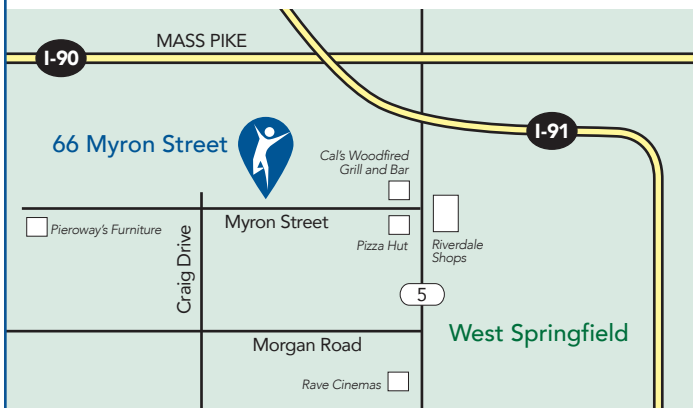 MASS PIKE
I-90
I-91
66 Myron Street
Cal's Woodfired
Grill and Bar
Myron Street
Pieroway's Furniture
Craig Drive
Pizza Hut
Riverdale
Shops
5
West Springfield
Morgan Road
Rave Cinemas